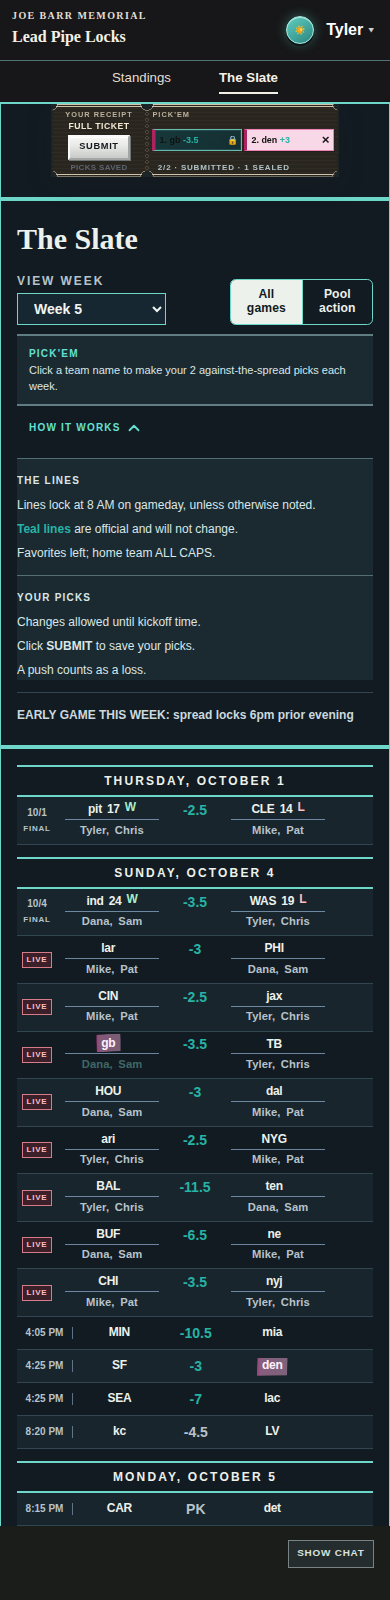 JOE BARR MEMORIAL
Lead Pipe Locks
Tyler
Standings
The Slate
YOUR RECEIPT
FULL TICKET
SUBMIT
PICKS SAVED
PICK'EM
1. gb -3.5
2. den +3 ✕
2/2 · SUBMITTED · 1 SEALED
The Slate
VIEW WEEK
Week 5
All games
Pool action
PICK'EM
Click a team name to make your 2 against-the-spread picks each
week.
HOW IT WORKS
THE LINES
Lines lock at 8 AM on gameday, unless otherwise noted.
Teal lines are official and will not change.
Favorites left; home team ALL CAPS.
YOUR PICKS
Changes allowed until kickoff time.
Click SUBMIT to save your picks.
A push counts as a loss.
EARLY GAME THIS WEEK: spread locks 6pm prior evening
THURSDAY, OCTOBER 1
10/1 FINAL pit 17 W -2.5 CLE 14 L
Tyler, Chris Mike, Pat
SUNDAY, OCTOBER 4
10/4 FINAL ind 24 W -3.5 WAS 19 L
Dana, Sam Tyler, Chris
LIVE lar -3 PHI
Mike, Pat Dana, Sam
LIVE CIN -2.5 jax
Mike, Pat Tyler, Chris
LIVE gb -3.5 TB
Dana, Sam Tyler, Chris
LIVE HOU -3 dal
Dana, Sam Mike, Pat
LIVE ari -2.5 NYG
Tyler, Chris Mike, Pat
LIVE BAL -11.5 ten
Tyler, Chris Dana, Sam
LIVE BUF -6.5 ne
Dana, Sam Mike, Pat
LIVE CHI -3.5 nyj
Mike, Pat Tyler, Chris
4:05 PM MIN -10.5 mia
4:25 PM SF -3 den
4:25 PM SEA -7 lac
8:20 PM kc -4.5 LV
MONDAY, OCTOBER 5
8:15 PM CAR PK det
SHOW CHAT